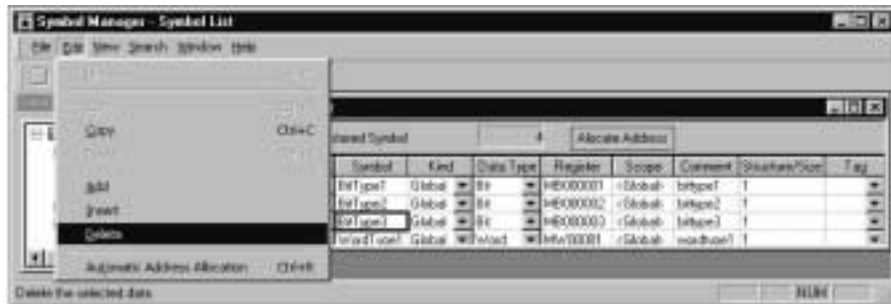 Symbol Manager - Symbol List
File Edit View Search Window Help
Copy Ctrl+C
Add
Insert
Delete
Automatic Address Allocation Ctrl+R
Symbol 4 Allocate Address
Symbol Kind Data Type Register Scope Comment Structure/Size Tag
BitType1 Global Bit MB000001 <Global> bittype1 1
BitType2 Global Bit MB000002 <Global> bittype2 1
BitType3 Global Bit MB000003 <Global> bittype3 1
WordType1 Global Word MW00001 <Global> wordtype1 1
Delete the selected data. NUM